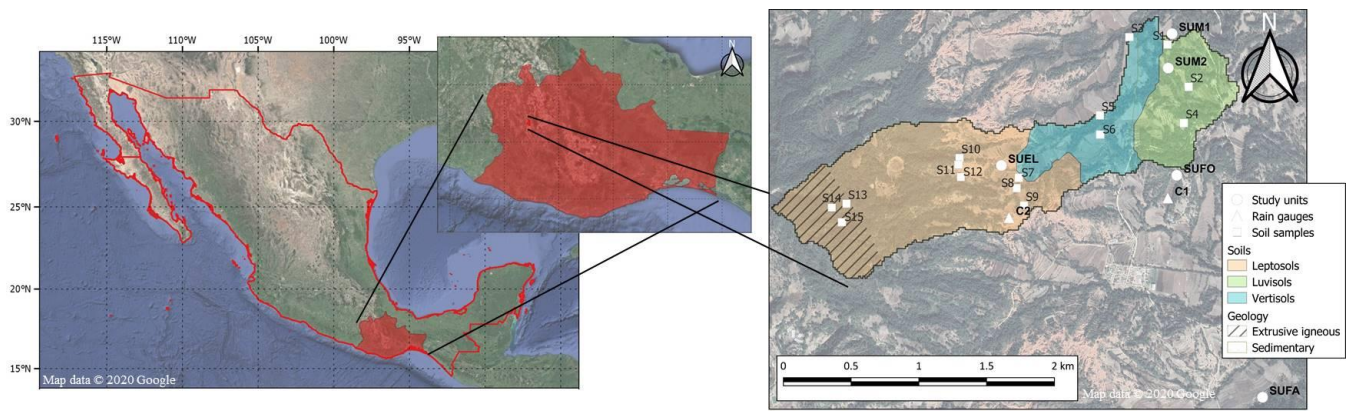 115°W 110°W 105°W 100°W 95°W
30°N
25°N
20°N
15°N
Map data © 2020 Google
N
N
S3
SUM1
S1
SUM2
S2
S5
S4
S6
S10
S11
SUEL
S12
S7
SUFO
S8
C1
S13
S9
S14
C2
S15
Study units
Rain gauges
Soil samples
Soils
Leptosols
Luvisols
Vertisols
Geology
Extrusive igneous
Sedimentary
0 0.5 1 1.5 2 km
Map data © 2020 Google
SUFA